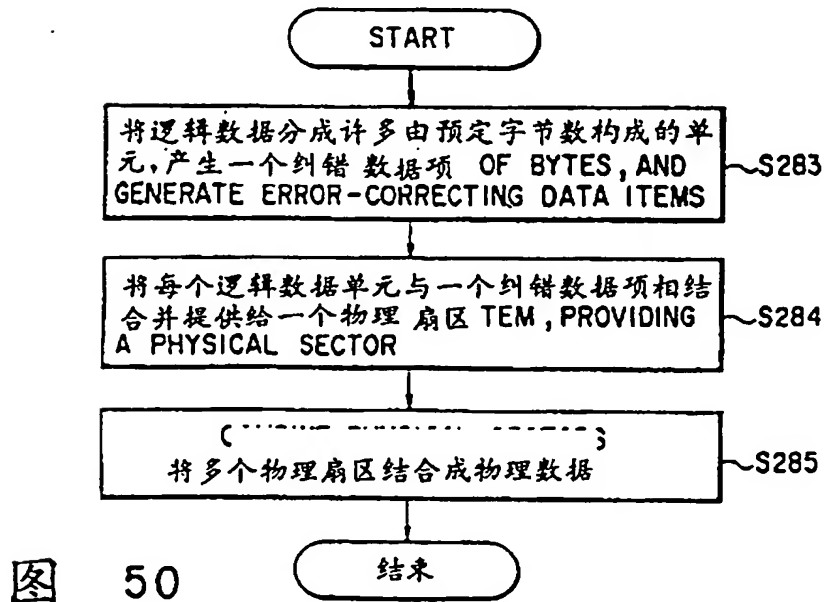 START
将逻辑数据分成许多由预定字节数构成的单
元,产生一个纠错数据项 OF BYTES, AND
GENERATE ERROR-CORRECTING DATA ITEMS
S283
将每个逻辑数据单元与一个纠错数据项相结
合并提供给一个物理扇区 TEM, PROVIDING
A PHYSICAL SECTOR
S284
将多个物理扇区结合成物理数据
S285
结束
图 50